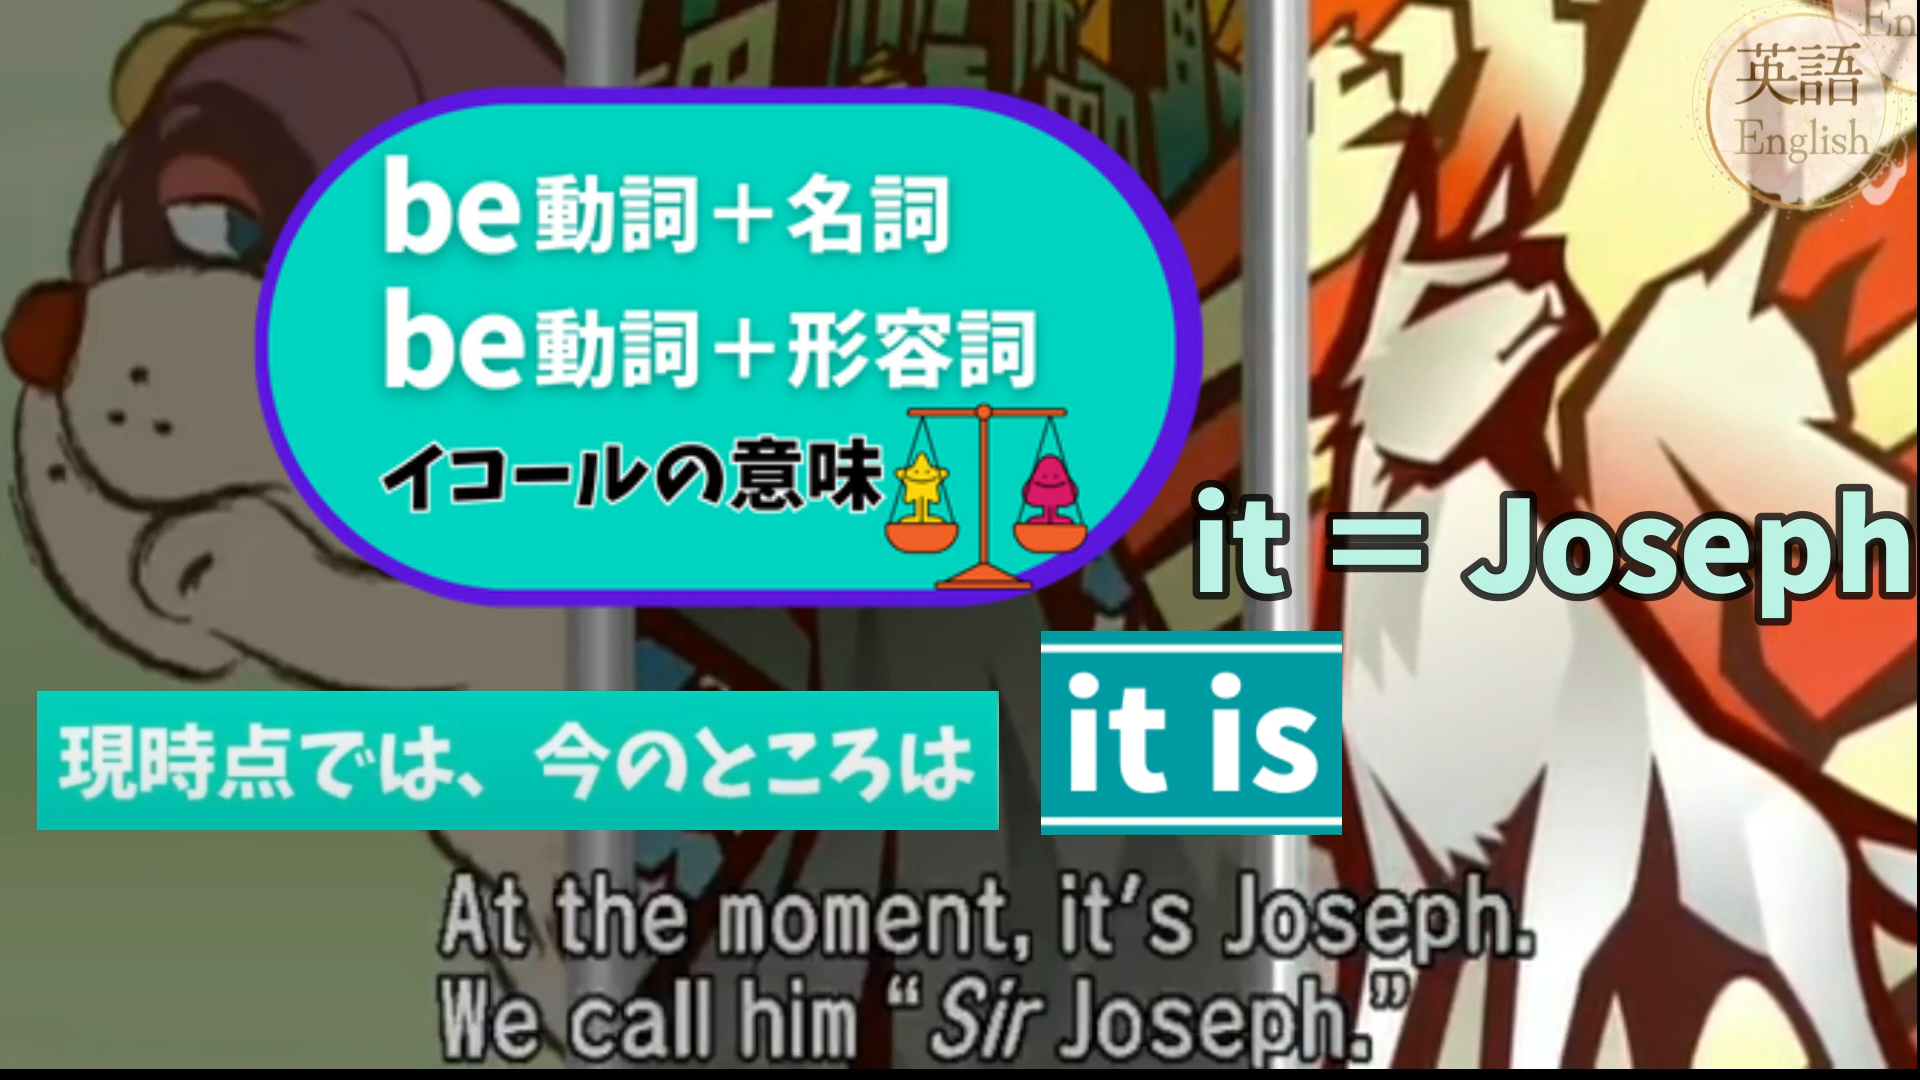 En
英語
English
be動詞＋名詞
be動詞＋形容詞
イコールの意味
it = Joseph
it is
現時点では、今のところは
At the moment, it's Joseph.
We call him “Sir Joseph.”